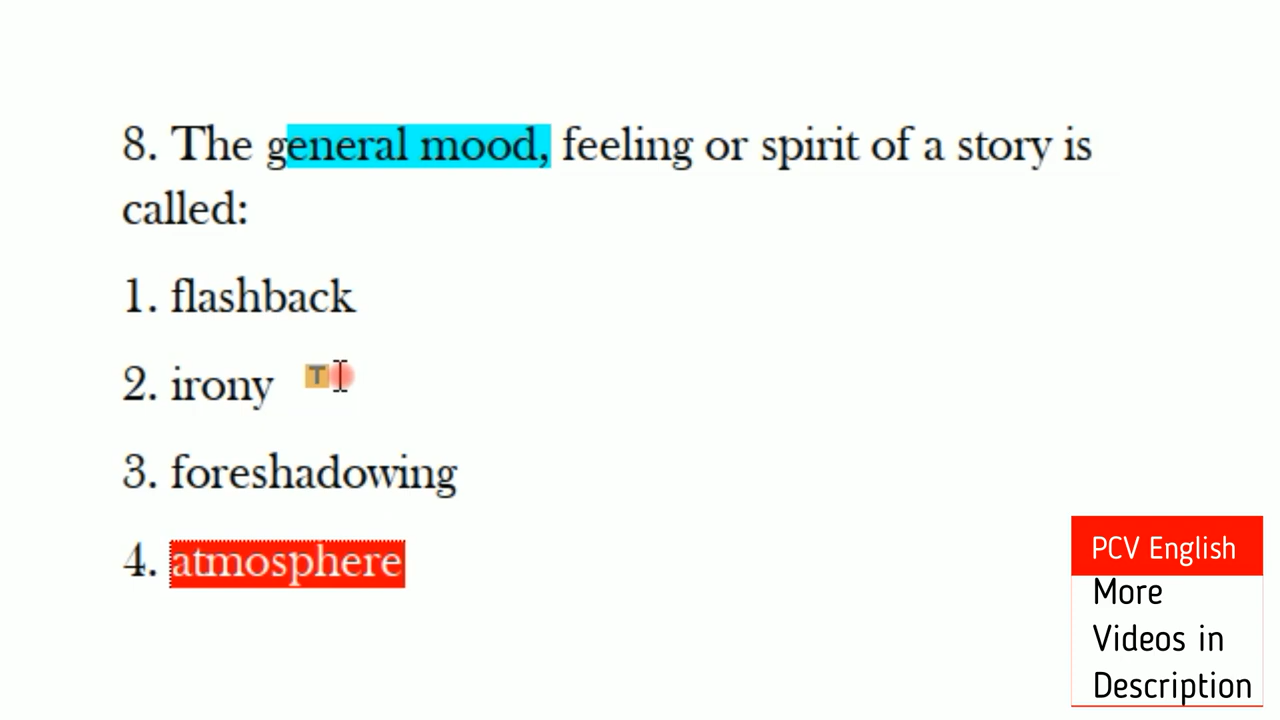 8. The general mood, feeling or spirit of a story is
called:
1. flashback
2. irony
T
3. foreshadowing
4. atmosphere
PCV English
More
Videos in
Description